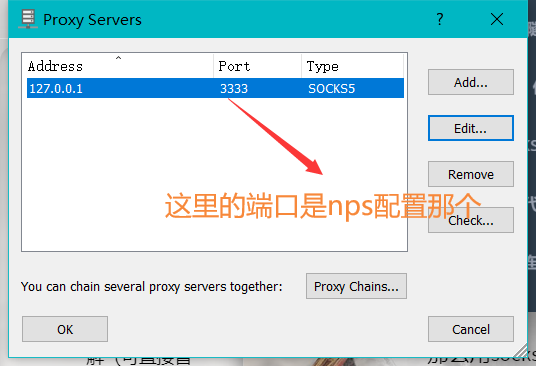 Proxy Servers
Address Port Type
127.0.0.1 3333 SOCKS5
Add...
Edit...
Remove
Check...
这里的端口是nps配置那个
You can chain several proxy servers together:
Proxy Chains...
OK
Cancel